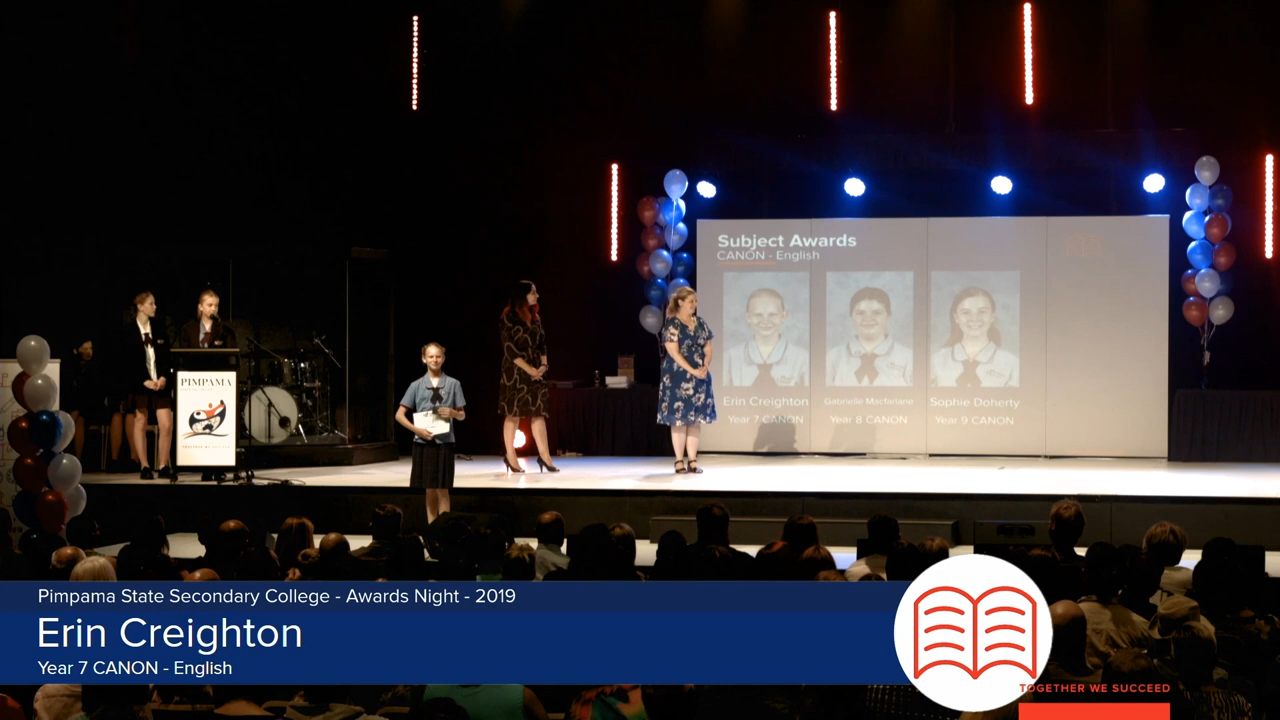 Subject Awards
CANON - English
Erin Creighton
Year 7 CANON
Gabrielle Macfarlane
Year 8 CANON
Sophie Doherty
Year 9 CANON
PIMPAMA
Pimpama State Secondary College - Awards Night - 2019
Erin Creighton
Year 7 CANON - English
TOGETHER WE SUCCEED